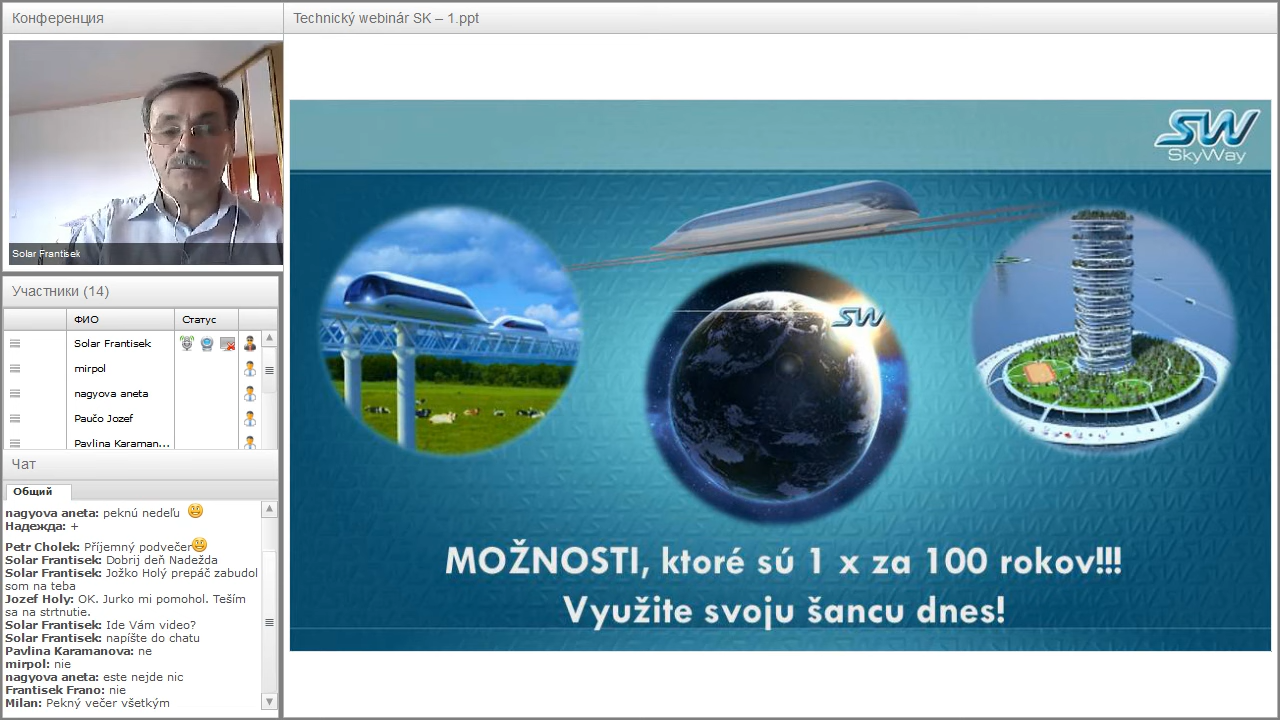 Конференция
Technický webinár SK – 1.ppt
Solar Frantisek
Участники (14)
ФИО
Статус
Solar Frantisek
mirpol
nagyova aneta
Paučo Jozef
Pavlina Karaman...
Чат
Общий
nagyova aneta: peknú nedeľu
Надежда: +
Petr Cholek: Příjemný podvečer
Solar Frantisek: Dobrij deň Nadežda
Solar Frantisek: Jožko Holý prepáč zabudol
som na teba
Jozef Holy: OK. Jurko mi pomohol. Teším
sa na strtnutie.
Solar Frantisek: Ide Vám video?
Solar Frantisek: napíšte do chatu
Pavlina Karamanova: ne
mirpol: nie
nagyova aneta: este nejde nic
Frantisek Frano: nie
Milan: Pekný večer všetkým
SW
SkyWay
SW
MOŽNOSTI, ktoré sú 1 x za 100 rokov!!!
Využite svoju šancu dnes!